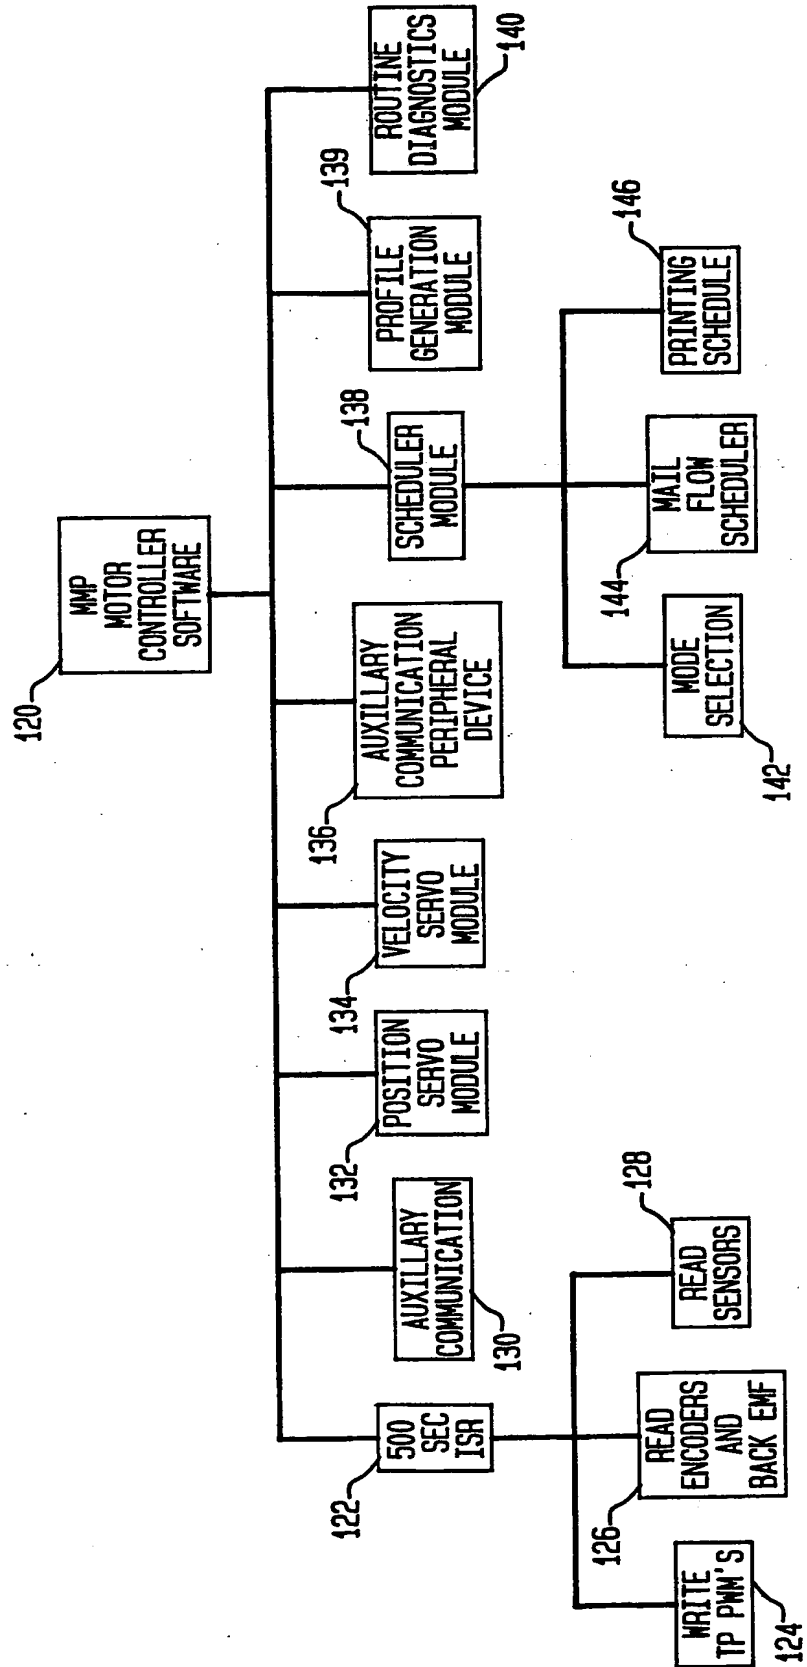 120
MMP
MOTOR
CONTROLLER
SOFTWARE
122
500
SEC
ISR
AUXILLARY
COMMUNICATION
130
132
POSITION
SERVO
MODULE
134
VELOCITY
SERVO
MODULE
136
AUXILLARY
COMMUNICATION
PERIPHERAL
DEVICE
138
SCHEDULER
MODULE
139
PROFILE
GENERATION
MODULE
ROUTINE
DIAGNOSTICS
MODULE
140
WRITE
TP PWM'S
124
126
READ
ENCODERS
AND
BACK EMF
128
READ
SENSORS
MODE
SELECTION
142
144
MAIL
FLOW
SCHEDULER
146
PRINTING
SCHEDULE